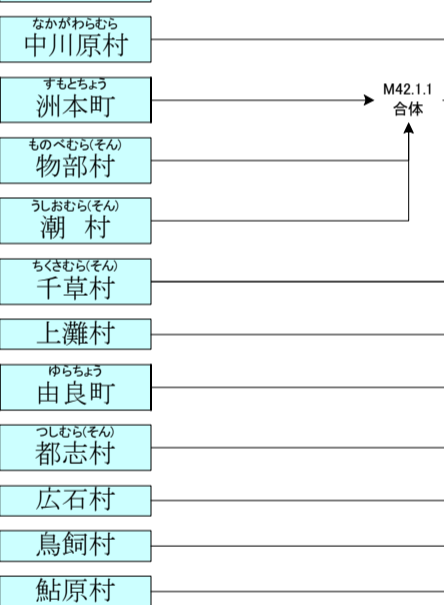 なかがわらむら
中川原村
すもとちょう
洲本町
M42.1.1
合体
ものべむら(そん)
物部村
うしおむら(そん)
潮 村
ちくさむら(そん)
千草村
上灘村
ゆらちょう
由良町
つしむら(そん)
都志村
広石村
鳥飼村
鮎原村